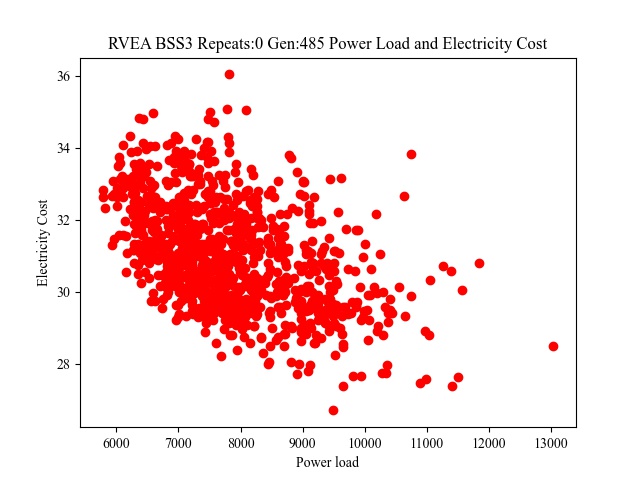 RVEA BSS3 Repeats:0 Gen:485 Power Load and Electricity Cost
36
34
32
30
28
Electricity Cost
6000 7000 8000 9000 10000 11000 12000 13000
Power load